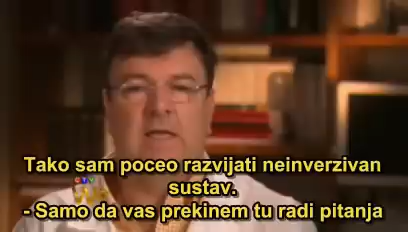 Tako sam poceo razvijati neinverzivan
sustav.
- Samo da vas prekinem tu radi pitanja